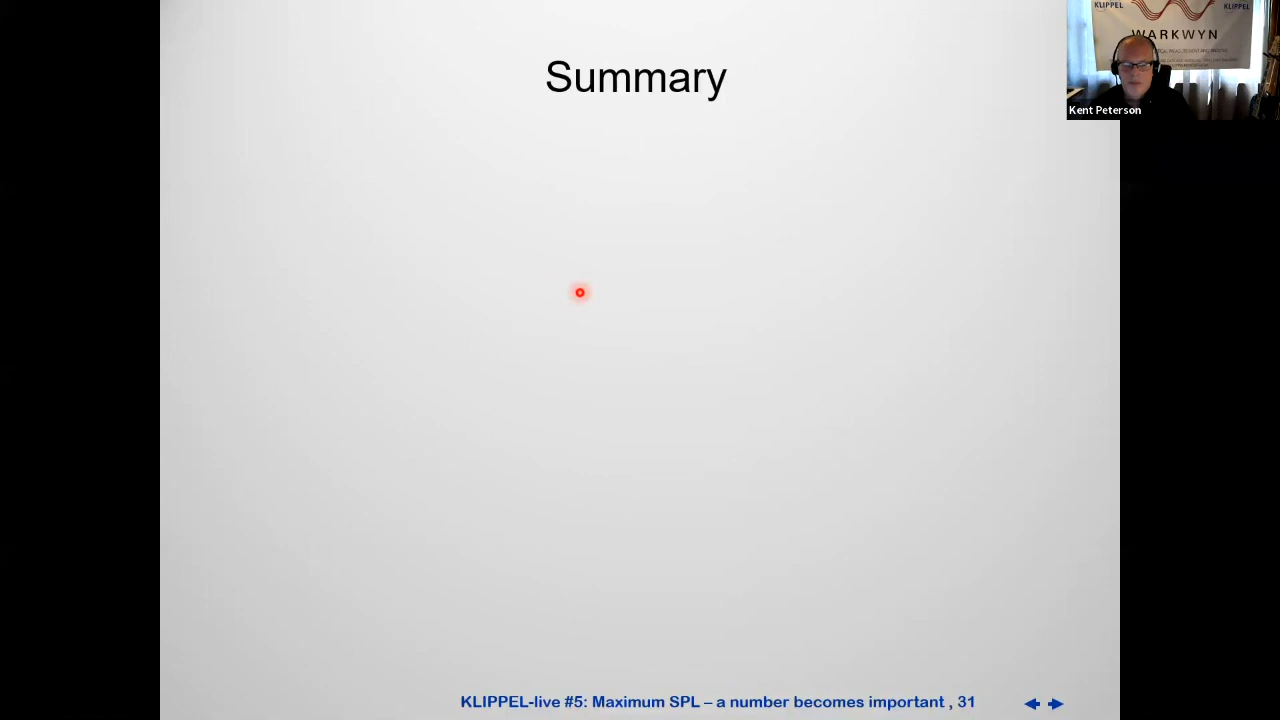 Summary
KLIPPEL
KLIPPEL
WARKWYN
Kent Peterson
KLIPPEL-live #5: Maximum SPL – a number becomes important , 31